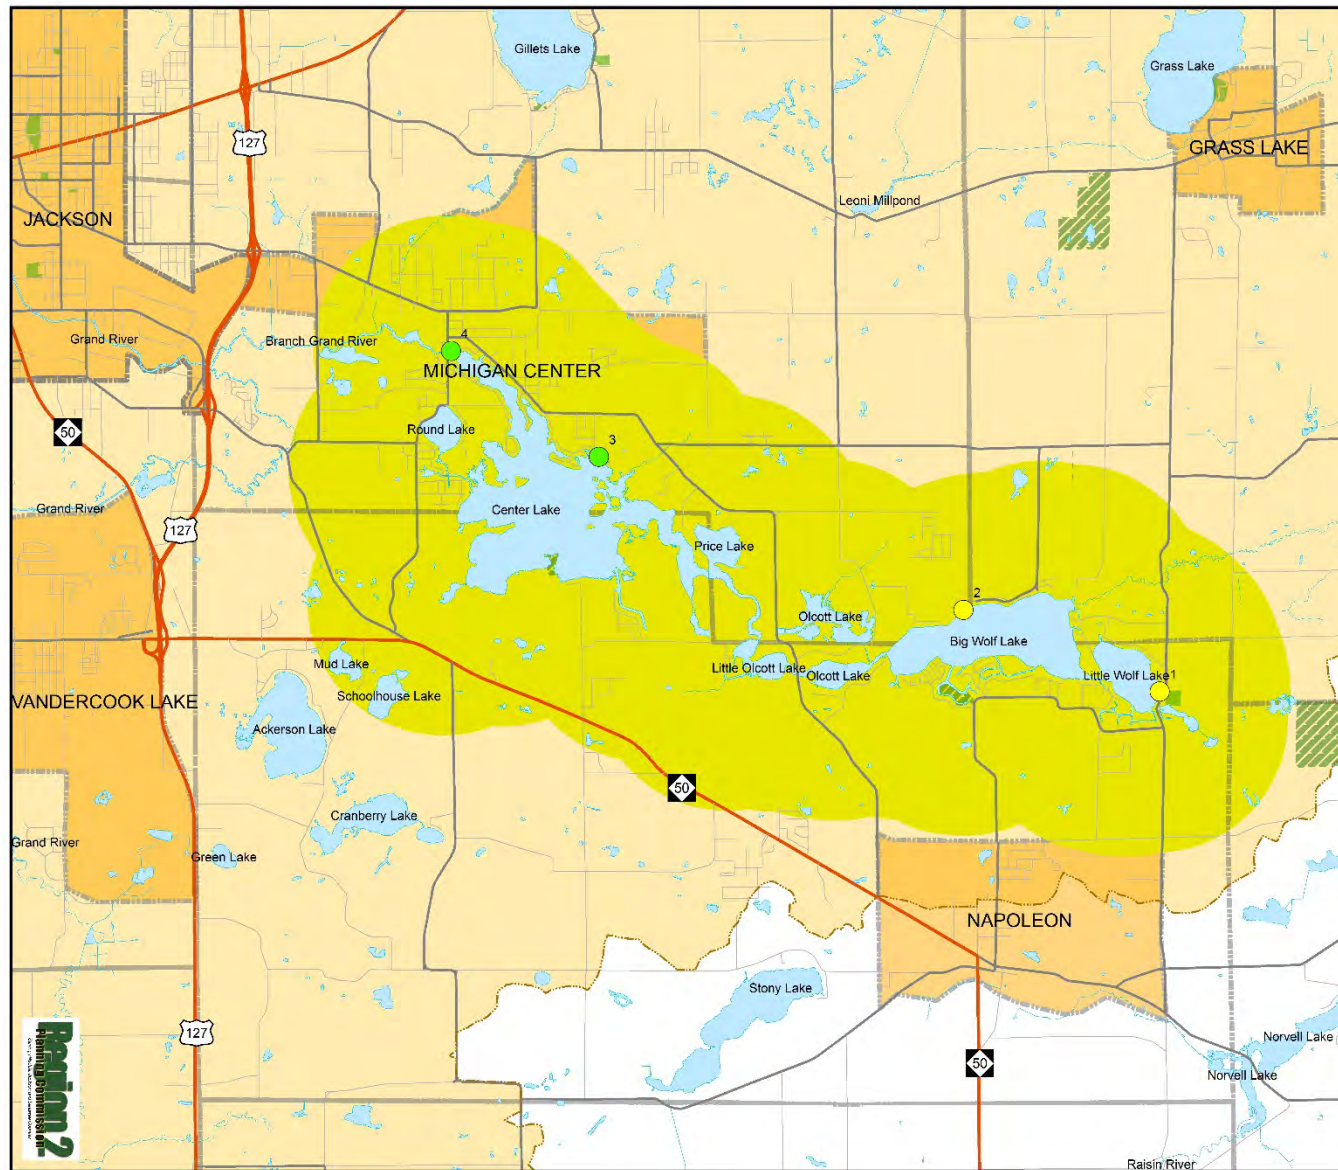 Gillets Lake
Grass Lake
127
GRASS LAKE
Leoni Millpond
JACKSON
Grand River
Branch Grand River
4
MICHIGAN CENTER
50
Round Lake
3
Grand River
Center Lake
127
Price Lake
2
Olcott Lake
Big Wolf Lake
Mud Lake
Little Olcott Lake
Olcott Lake
Little Wolf Lake
1
Schoolhouse Lake
VANDERCOOK LAKE
Ackerson Lake
50
Cranberry Lake
Grand River
Green Lake
NAPOLEON
Stony Lake
127
Norvell Lake
50
Norvell Lake
Region 2
Planning Commission
Raisin River